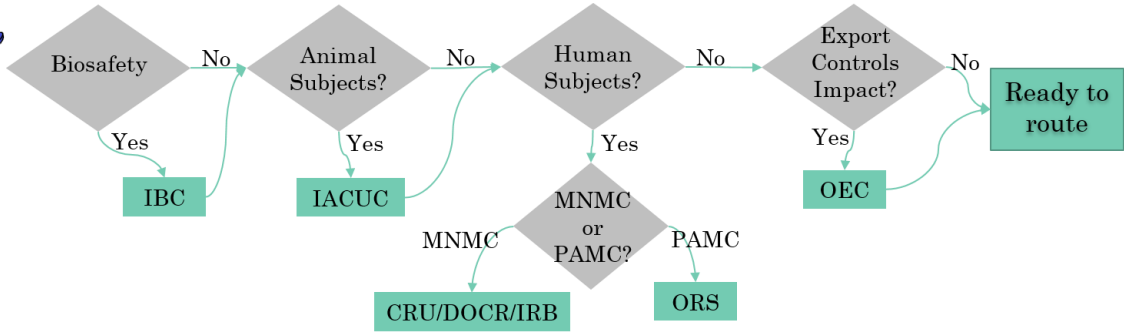 Biosafety
No
Animal
Subjects?
No
Human
Subjects?
No
Export
Controls
Impact?
No
Ready to
route
Yes
IBC
Yes
IACUC
Yes
Yes
OEC
MNMC
or
PAMC?
MNMC
PAMC
CRU/DOCR/IRB
ORS